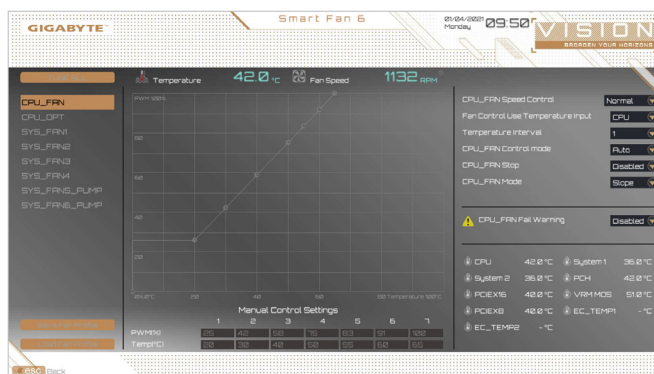 GIGABYTE™
Smart Fan 6
01/04/2021 Monday 09:50
VISION
BROADEN YOUR HORIZONS
Temperature 42.0 °C Fan Speed 1132 RPM
CPU_FAN
CPU_OPT
SYS_FAN1
SYS_FAN2
SYS_FAN3
SYS_FAN4
SYS_FAN5_PUMP
SYS_FAN6_PUMP
PWM 100%
80
60
40
20
0%,0°C 20 40 60 80 Temperature 100°C
Manual Control Settings
1 2 3 4 5 6 7
PWM(%) 25 42 58 75 83 91 100
Temp(°C) 20 30 40 50 55 60 65
CPU_FAN Speed Control Normal
Fan Control Use Temperature Input CPU
Temperature Interval 1
CPU_FAN Control mode Auto
CPU_FAN Stop Disabled
CPU_FAN Mode Slope
CPU_FAN Fail Warning Disabled
CPU 42.0 °C System 1 36.0 °C
System 2 36.0 °C PCH 42.0 °C
PCIEX16 40.0 °C VRM MOS 51.0 °C
PCIEX8 40.0 °C EC_TEMP1 - °C
EC_TEMP2 - °C
ESC Back